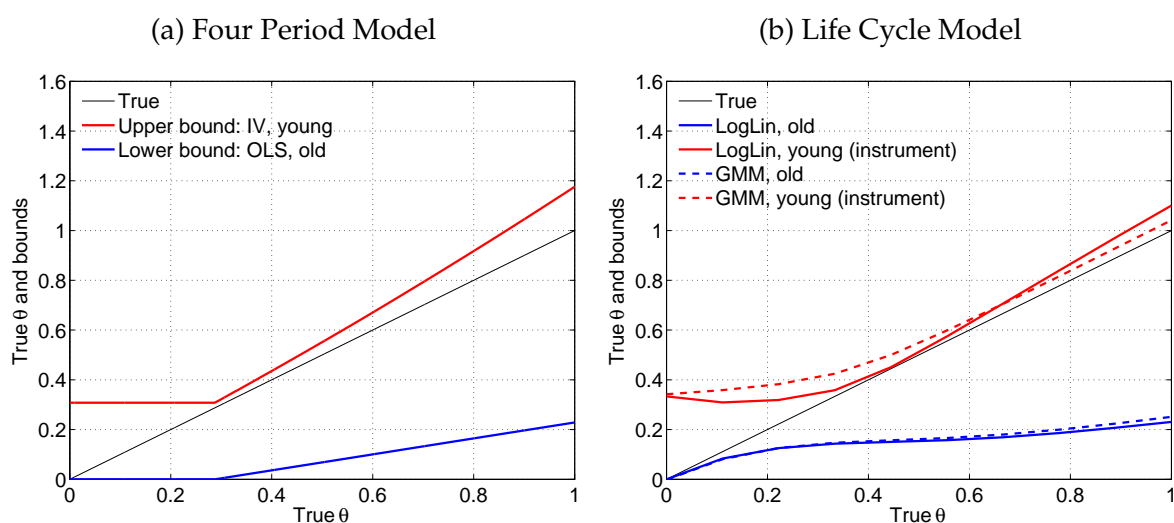 (a) Four Period Model
1.6
1.4
1.2
1
0.8
0.6
0.4
0.2
0
True θ and bounds
True
Upper bound: IV, young
Lower bound: OLS, old
0 0.2 0.4 0.6 0.8 1
True θ
(b) Life Cycle Model
1.6
1.4
1.2
1
0.8
0.6
0.4
0.2
0
True θ and bounds
True
LogLin, old
LogLin, young (instrument)
GMM, old
GMM, young (instrument)
0 0.2 0.4 0.6 0.8 1
True θ